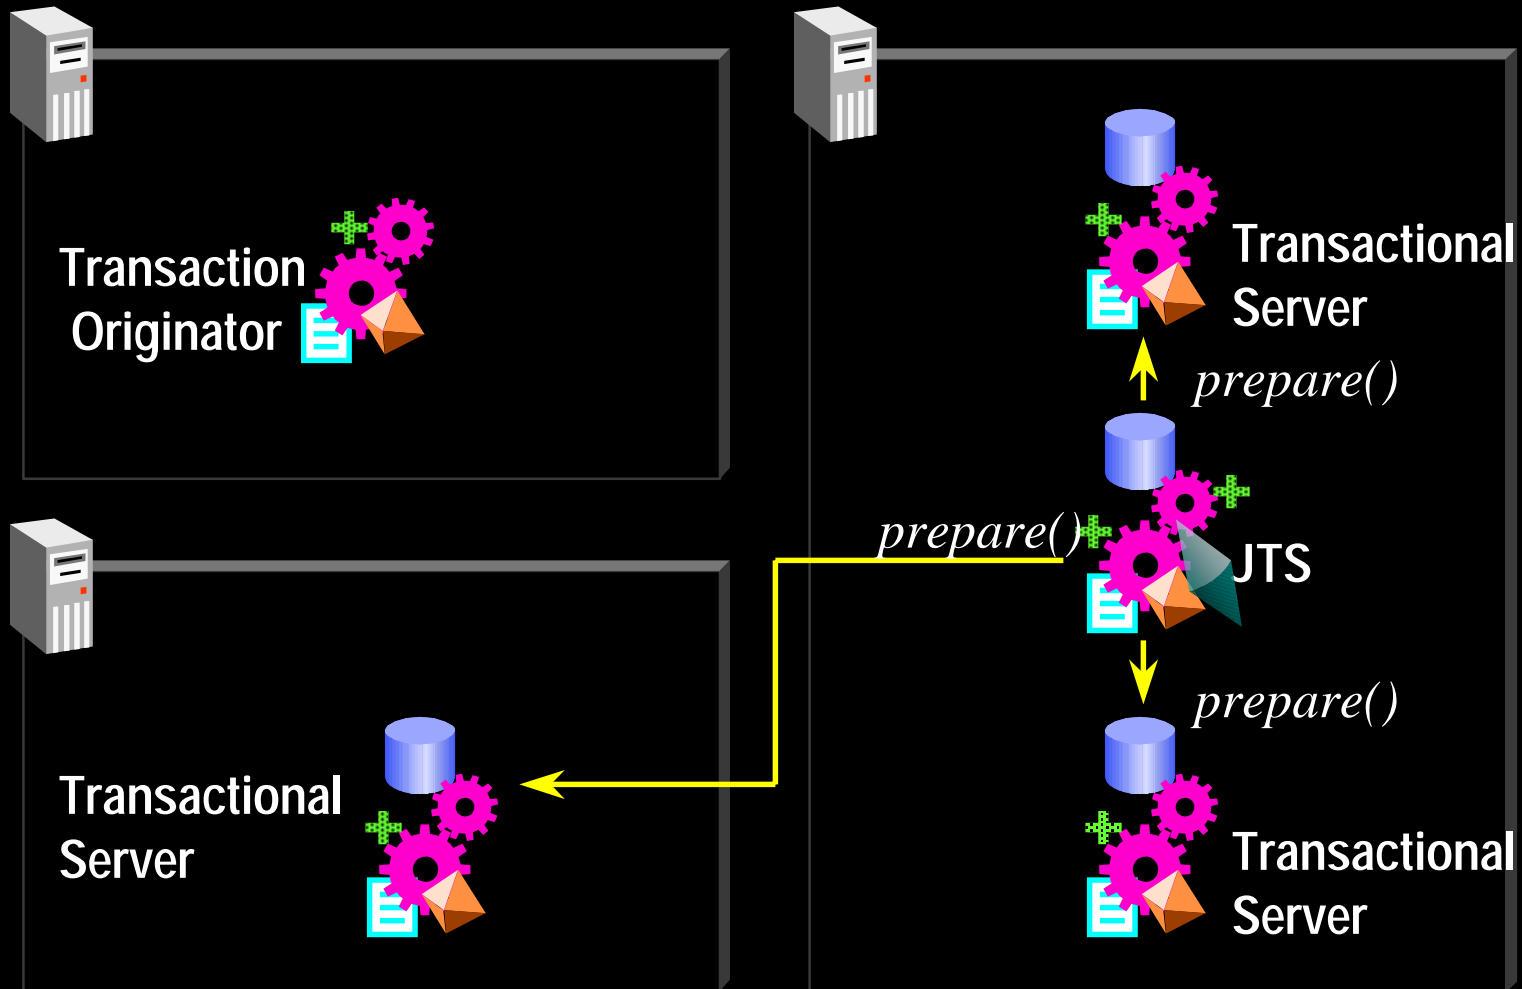 Transaction
Originator
Transactional
Server
prepare()
prepare()
JTS
prepare()
Transactional
Server
Transactional
Server